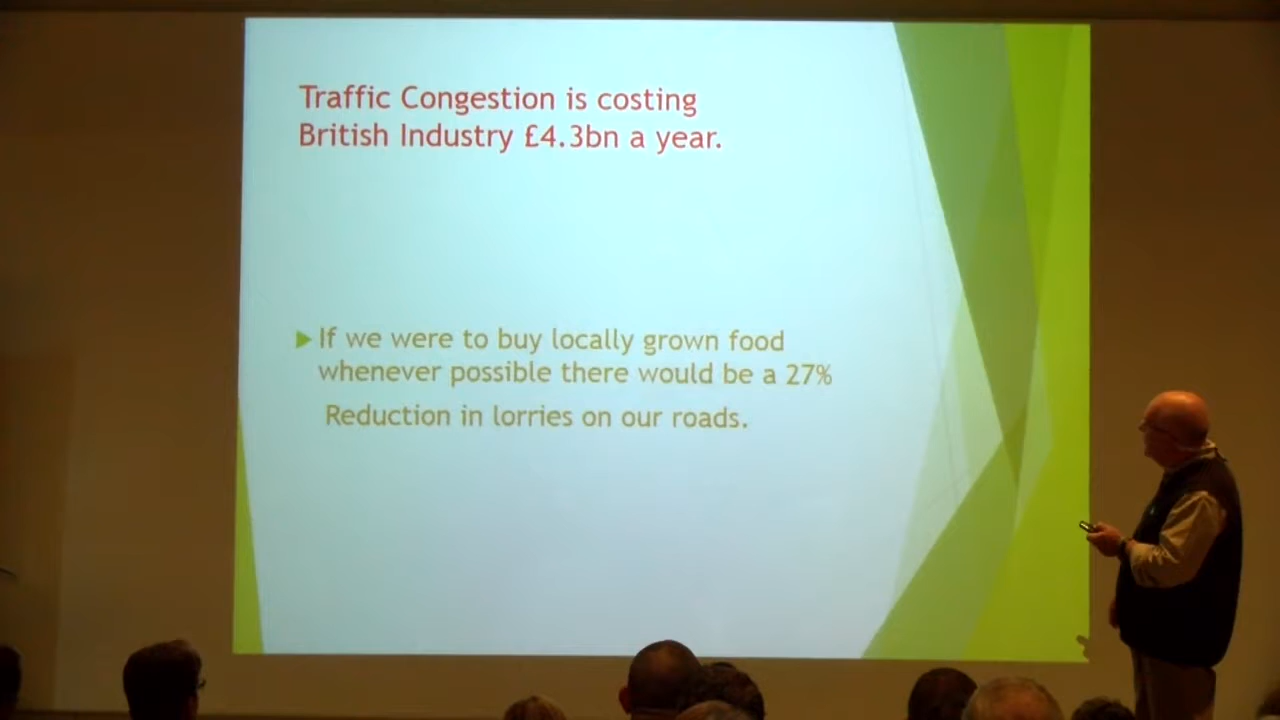 Traffic Congestion is costing
British Industry £4.3bn a year.
If we were to buy locally grown food
whenever possible there would be a 27%
Reduction in lorries on our roads.